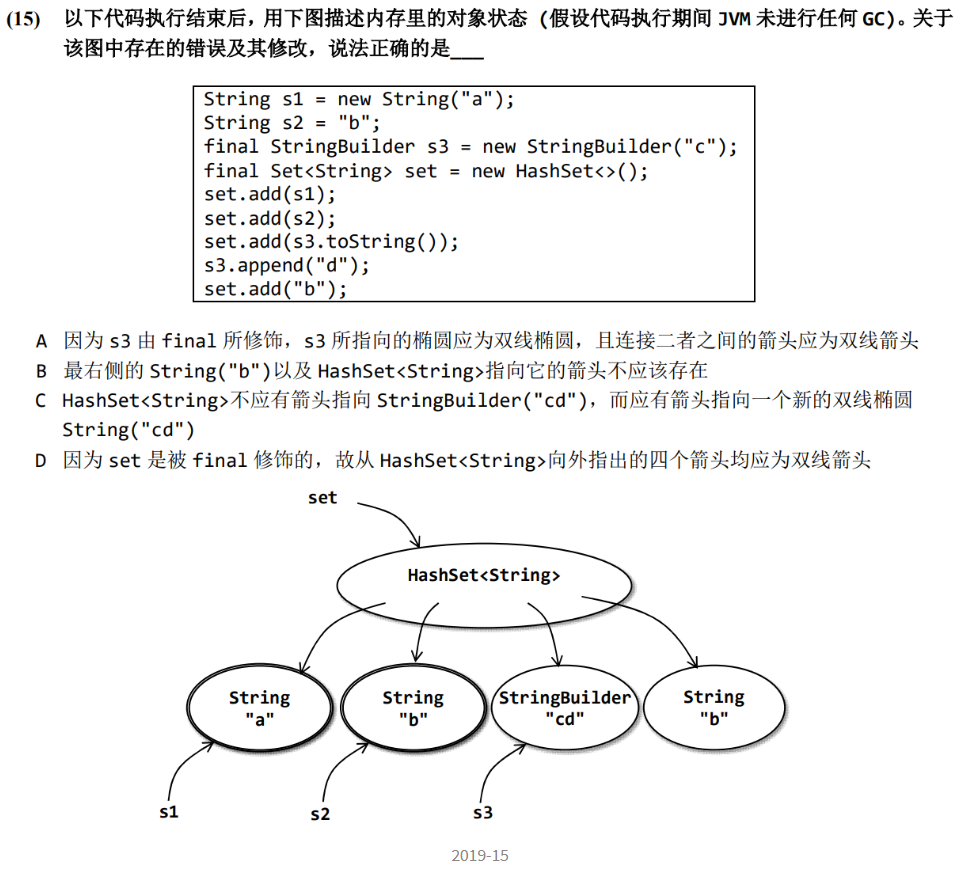 (15) 以下代码执行结束后，用下图描述内存里的对象状态 (假设代码执行期间 JVM 未进行任何 GC)。关于
该图中存在的错误及其修改，说法正确的是___
String s1 = new String("a");
String s2 = "b";
final StringBuilder s3 = new StringBuilder("c");
final Set<String> set = new HashSet<>();
set.add(s1);
set.add(s2);
set.add(s3.toString());
s3.append("d");
set.add("b");
A 因为 s3 由 final 所修饰，s3 所指向的椭圆应为双线椭圆，且连接二者之间的箭头应为双线箭头
B 最右侧的 String("b")以及 HashSet<String>指向它的箭头不应该存在
C HashSet<String>不应有箭头指向 StringBuilder("cd")，而应有箭头指向一个新的双线椭圆
String("cd")
D 因为 set 是被 final 修饰的，故从 HashSet<String>向外指出的四个箭头均应为双线箭头
set
HashSet<String>
String
"a"
String
"b"
StringBuilder
"cd"
String
"b"
s1
s2
s3
2019-15